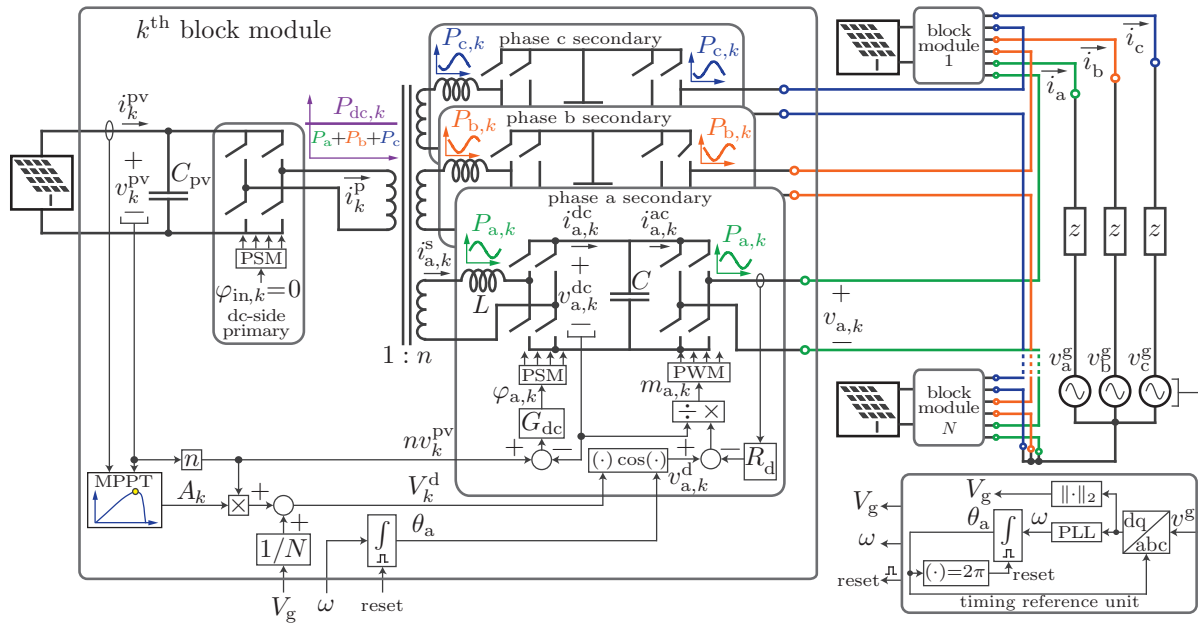 kᵗʰ block module
i_k^pv
+
v_k^pv
−
C_pv
PSM
φ_in,k=0
dc-side
primary
P_dc,k
P_a+P_b+P_c
i_k^p
1 : n
phase c secondary
P_c,k
P_c,k
phase b secondary
P_b,k
P_b,k
phase a secondary
P_a,k
P_a,k
i_a,k^s
L
i_a,k^dc
i_a,k^ac
+
v_a,k^dc
−
C
+
v_a,k
−
PSM
PWM
φ_a,k
m_a,k
G_dc
÷ ×
nv_k^pv
+
−
(·) cos(·)
+
−
v_a,k^d
R_d
n
MPPT
A_k
×
+
+
V_k^d
1/N
θ_a
∫
V_g
ω
reset
block
module
1
i_a
i_b
i_c
z
z
z
v_a^g
v_b^g
v_c^g
block
module
N
V_g
ω
reset
V_g
‖·‖₂
θ_a
∫
ω
PLL
dq
abc
v^g
(·)=2π
reset
timing reference unit